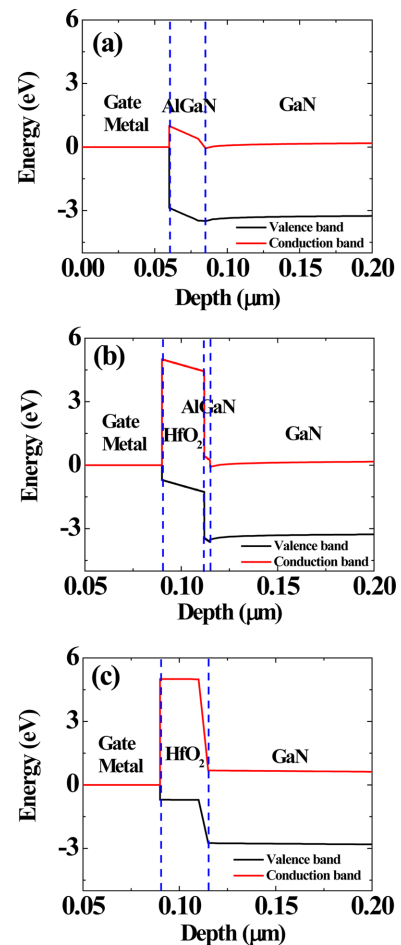 (a)
6
3
0
-3
Energy (eV)
Gate
Metal
AlGaN
GaN
Valence band
Conduction band
0.00 0.05 0.10 0.15 0.20
Depth (μm)
(b)
6
3
0
-3
Energy (eV)
Gate
Metal
HfO₂
AlGaN
GaN
Valence band
Conduction band
0.05 0.10 0.15 0.20
Depth (μm)
(c)
6
3
0
-3
Energy (eV)
Gate
Metal
HfO₂
GaN
Valence band
Conduction band
0.05 0.10 0.15 0.20
Depth (μm)